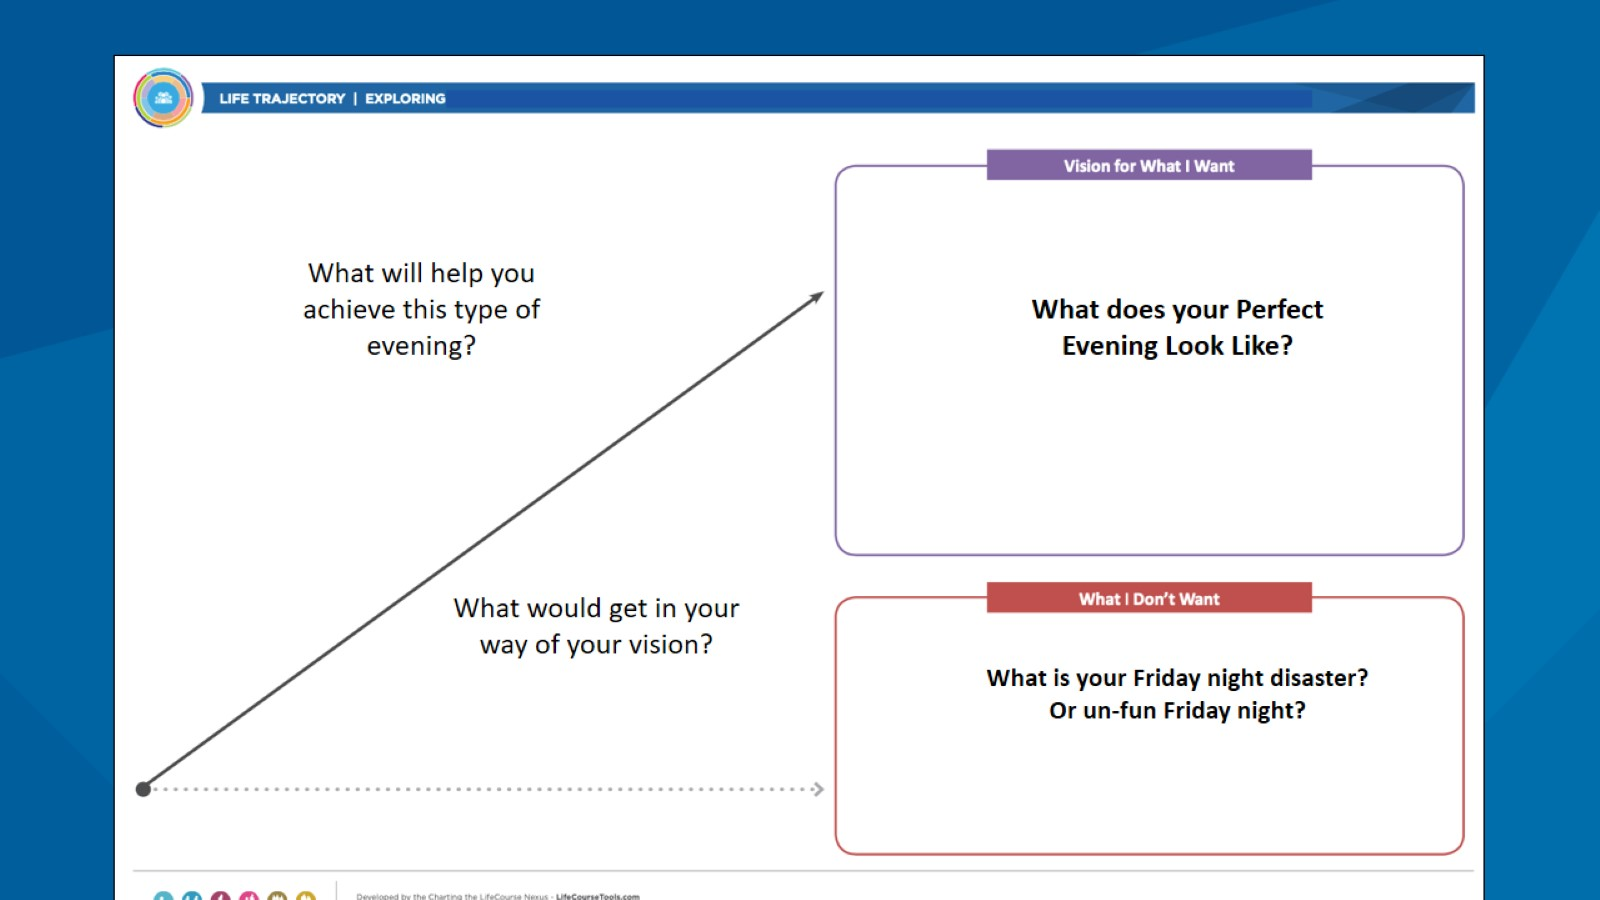 LIFE TRAJECTORY | EXPLORING
Vision for What I Want
What will help you
achieve this type of
evening?
What does your Perfect
Evening Look Like?
What would get in your
way of your vision?
What I Don't Want
What is your Friday night disaster?
Or un-fun Friday night?
Developed by the Charting the LifeCourse Nexus - LifeCourseTools.com